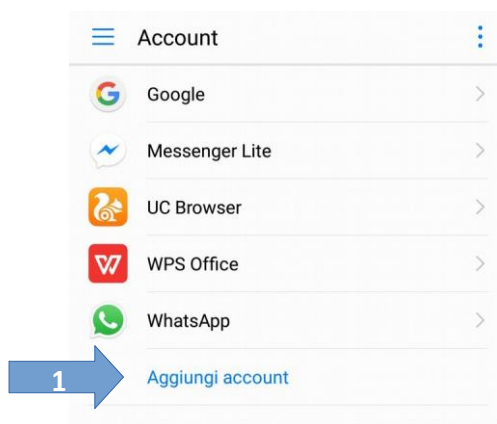 Account
Google
Messenger Lite
UC Browser
WPS Office
WhatsApp
1
Aggiungi account